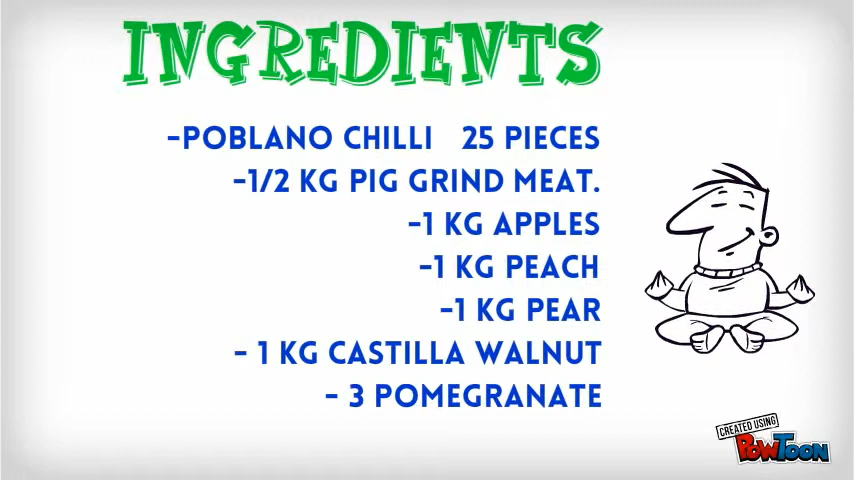 INGREDIENTS
-POBLANO CHILLI 25 PIECES
-1/2 KG PIG GRIND MEAT.
-1 KG APPLES
-1 KG PEACH
-1 KG PEAR
- 1 KG CASTILLA WALNUT
- 3 POMEGRANATE
CREATED USING
POWTOON